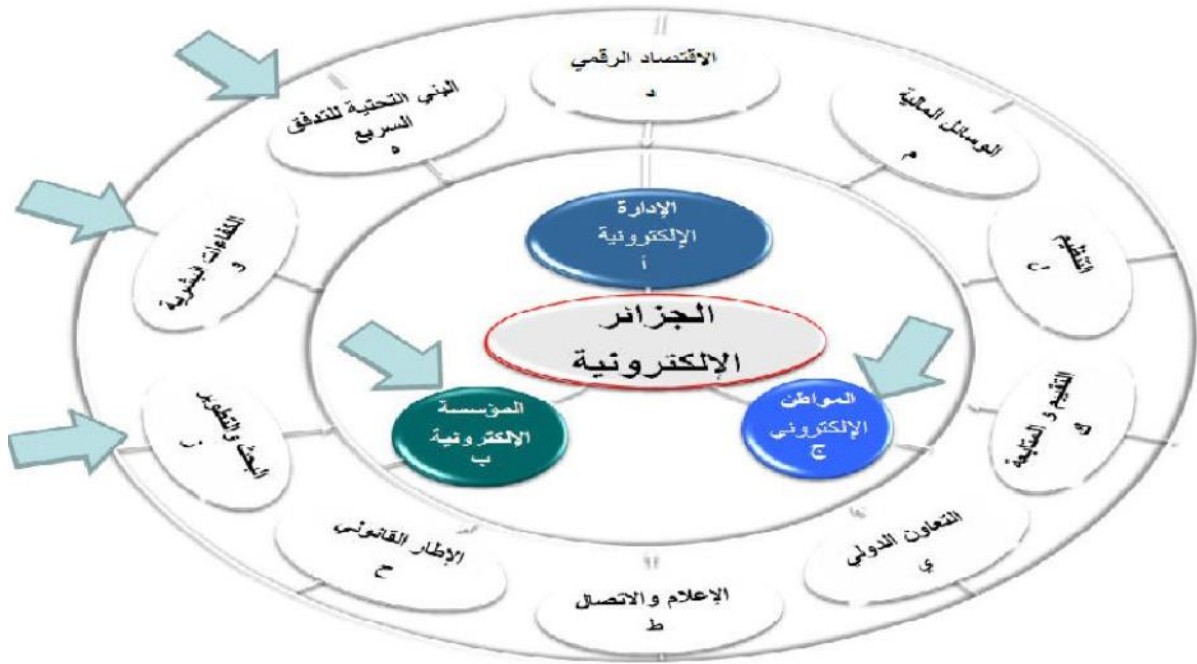 الجزائر
الإلكترونية
الإدارة
الإلكترونية
أ
المؤسسة
الإلكترونية
ب
المواطن
الإلكتروني
ج
الاقتصاد الرقمي
د
البني التحتية للتدفق
السريع
ه
الكفاءات البشرية
و
البحث والتطوير
ز
الإطار القانوني
ح
الإعلام والاتصال
ط
التعاون الدولي
ي
التقييم و المتابعة
ك
التنظيم
ل
الوسائل المالية
م